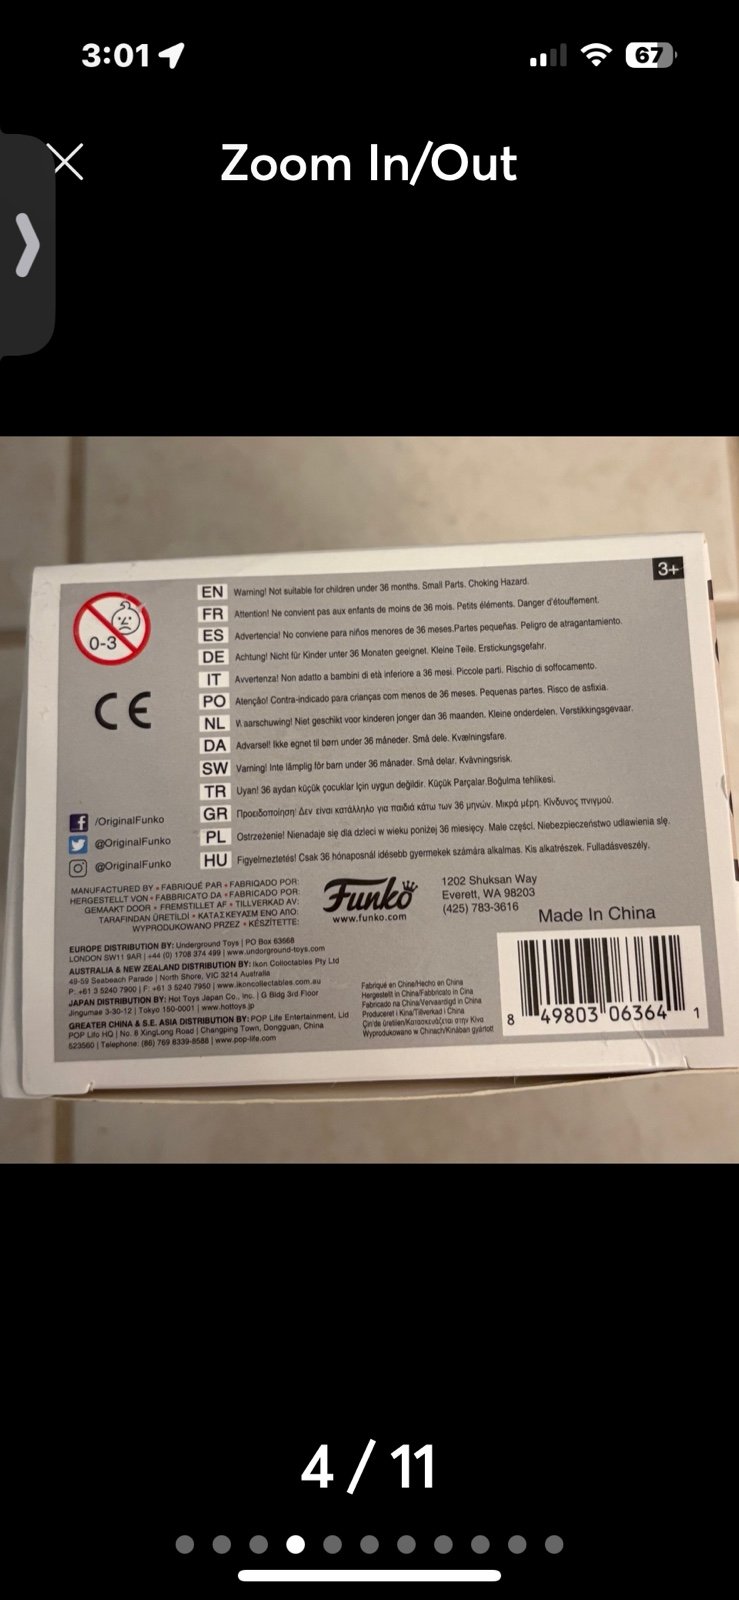 3:01
67
Zoom In/Out
3+
0-3
CE
EN Warning! Not suitable for children under 36 months. Small Parts. Choking Hazard.
FR Attention! Ne convient pas aux enfants de moins de 36 mois. Petits éléments. Danger d'étouffement.
ES Advertencia! No conviene para niños menores de 36 meses.Partes pequeñas. Peligro de atragantamiento.
DE Achtung! Nicht für Kinder unter 36 Monaten geeignet. Kleine Teile. Erstickungsgefahr.
IT Avvertenza! Non adatto a bambini di età inferiore a 36 mesi. Piccole parti. Rischio di soffocamento.
PO Atenção! Contra-indicado para crianças com menos de 36 meses. Pequenas partes. Risco de asfixia.
NL Waarschuwing! Niet geschikt voor kinderen jonger dan 36 maanden. Kleine onderdelen. Verstikkingsgevaar.
DA Advarsel! Ikke egnet til børn under 36 måneder. Små dele. Kvælningsfare.
SW Varning! Inte lämplig för barn under 36 månader. Små delar. Kvävningsrisk.
TR Uyarı! 36 aydan küçük çocuklar için uygun değildir. Küçük Parçalar.Boğulma tehlikesi.
GR Προειδοποίηση! Δεν είναι κατάλληλο για παιδιά κάτω των 36 μηνών. Μικρά μέρη. Κίνδυνος πνιγμού.
PL Ostrzeżenie! Nienadaje się dla dzieci w wieku poniżej 36 miesięcy. Male części. Niebezpieczeństwo udlawienia się.
HU Figyelmeztetés! Csak 36 hónaposnál idésebb gyermekek számára alkalmas. Kis alkatrészek. Fulladásveszély.
/OriginalFunko
@OriginalFunko
@OriginalFunko
MANUFACTURED BY • FABRIQUÉ PAR • FABRIQADO POR:
HERGESTELLT VON • FABBRICATO DA • FABRICADO POR:
GEMAAKT DOOR • FREMSTILLET AF • TILLVERKAD AV:
TARAFINDAN ÜRETILDI • ΚΑΤΑΣΚΕΥΑΣΜΕΝΟ ΑΠΟ:
WYPRODUKOWANO PRZEZ • KÉSZÍTETTE:
Funko
www.funko.com
1202 Shuksan Way
Everett, WA 98203
(425) 783-3616
Made In China
EUROPE DISTRIBUTION BY: Underground Toys | PO Box 63668
LONDON SW11 9AR | +44 (0) 1708 374 499 | www.underground-toys.com
AUSTRALIA & NEW ZEALAND DISTRIBUTION BY: Ikon Collectables Pty Ltd
49-59 Seabeach Parade | North Shore, VIC 3214 Australia
P: +61 3 5240 7900 | F: +61 3 5240 7950 | www.ikoncollectables.com.au
JAPAN DISTRIBUTION BY: Hot Toys Japan Co., Inc. | G Bldg 3rd Floor
Jingumae 3-30-12 | Tokyo 150-0001 | www.hottoys.jp
GREATER CHINA & S.E. ASIA DISTRIBUTION BY: POP Life Entertainment, Ltd
POP Life HQ | No. 8 XingLong Road | Changping Town, Dongguan, China
523560 | Telephone: (86) 769 8339-8588 | www.pop-life.com
Fabriqué en Chine/Hecho en China
Hergestellt in China/Fabbricato in Cina
Fabricado na China/Vervaardigd in China
Produceret i Kina/Tillverkad i China
Çin'de üretilen/Κατασκευάζεται στην Κίνα
Wyprodukowano w Chinach/Kínában gyártott
8 49803 06364 1
4 / 11